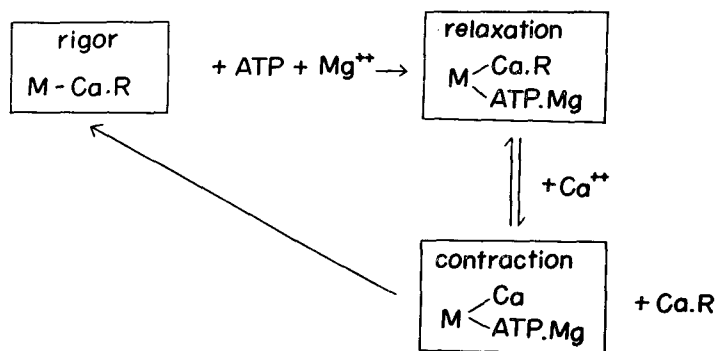 rigor
M - Ca.R
+ ATP + Mg⁺⁺ →
relaxation
M Ca.R
ATP.Mg
+Ca⁺⁺
contraction
M Ca
ATP.Mg
+ Ca.R